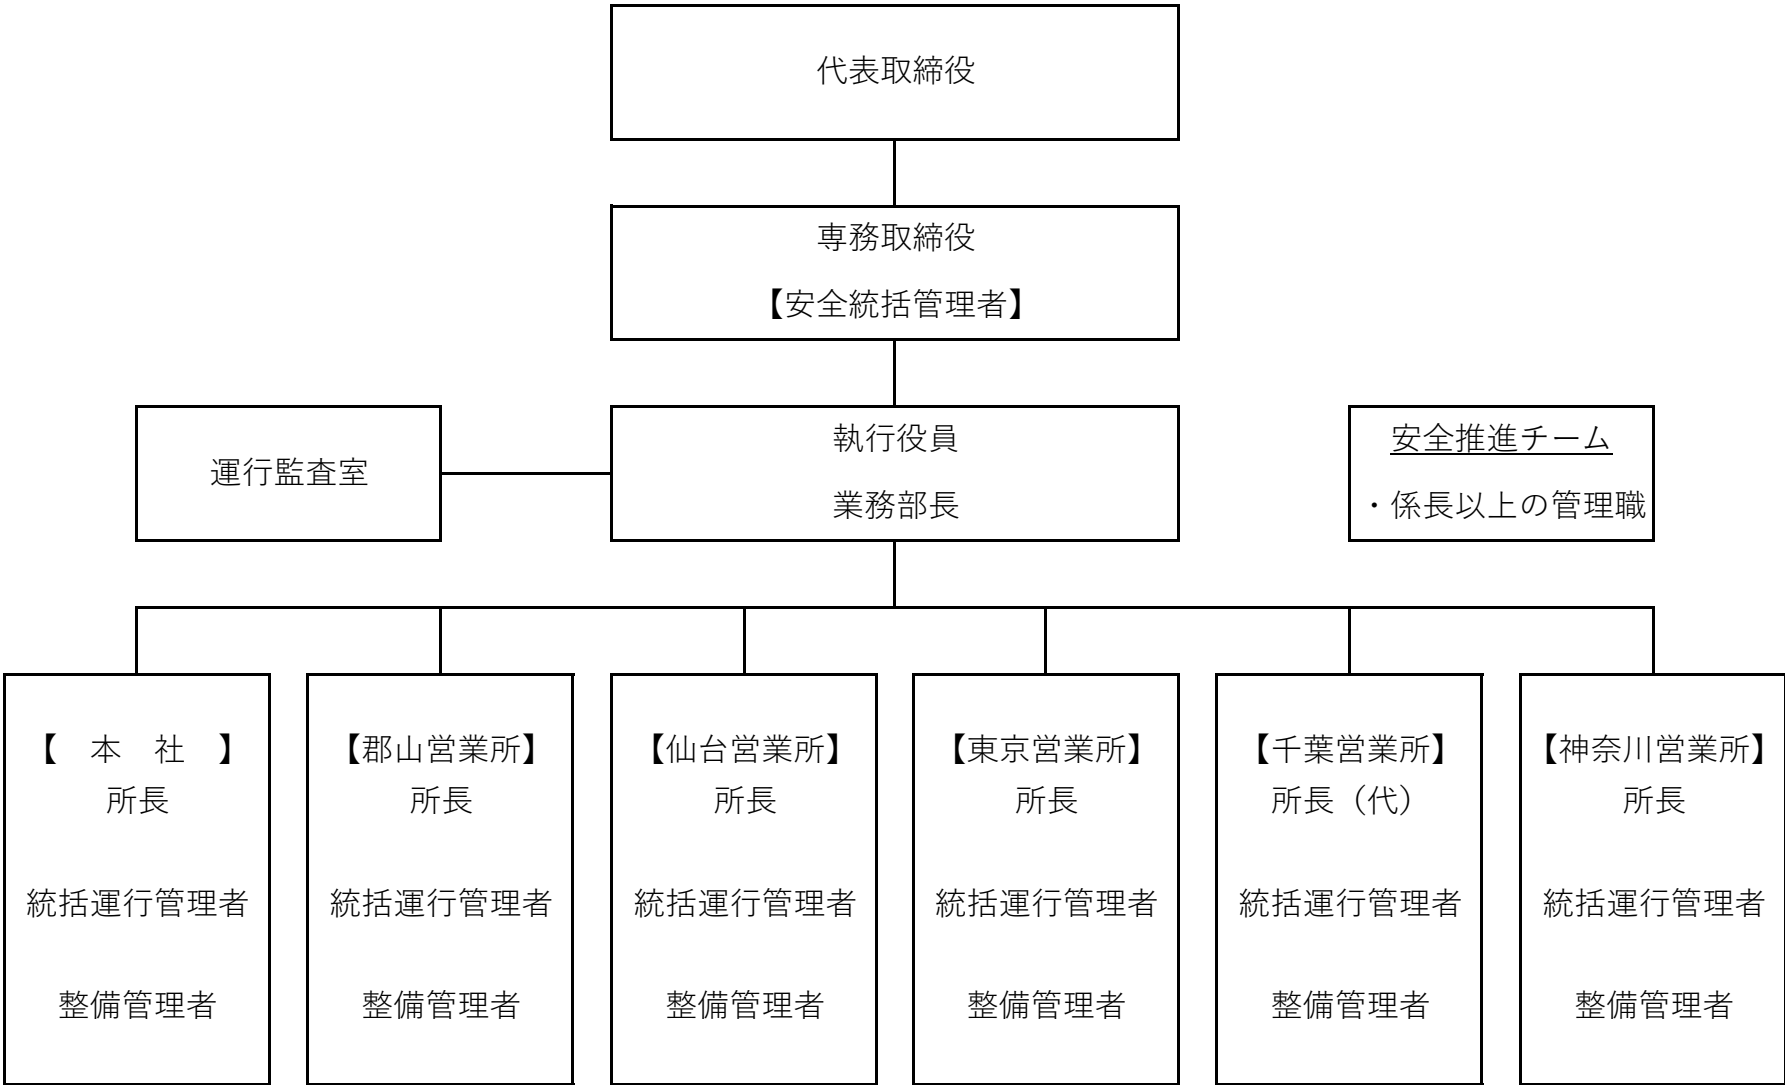 代表取締役
専務取締役
【安全統括管理者】
運行監査室
執行役員
業務部長
安全推進チーム
・係長以上の管理職
【　本　社　】
所長
統括運行管理者
整備管理者
【郡山営業所】
所長
統括運行管理者
整備管理者
【仙台営業所】
所長
統括運行管理者
整備管理者
【東京営業所】
所長
統括運行管理者
整備管理者
【千葉営業所】
所長（代）
統括運行管理者
整備管理者
【神奈川営業所】
所長
統括運行管理者
整備管理者